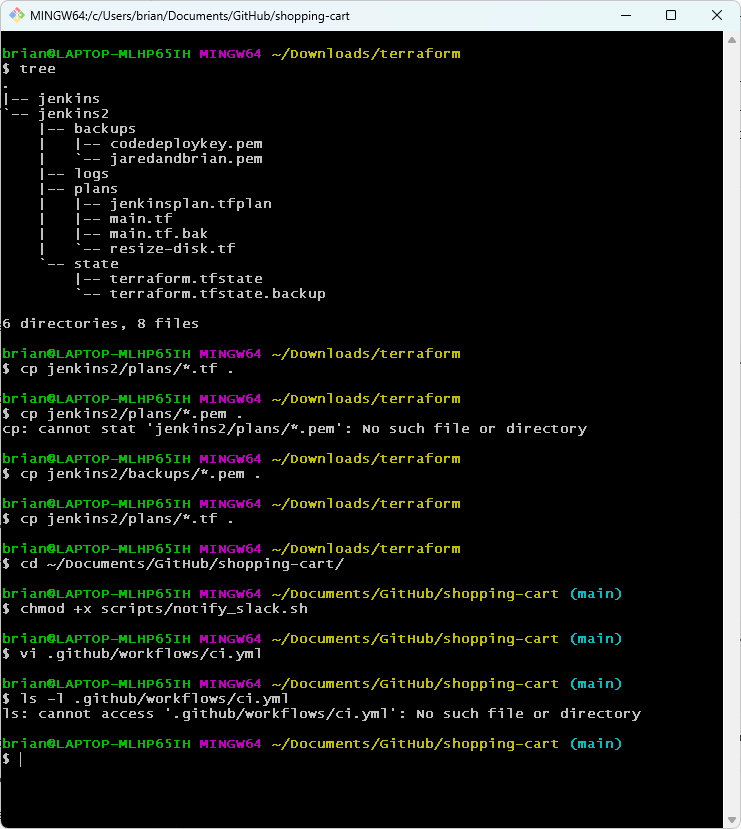 MINGW64:/c/Users/brian/Documents/GitHub/shopping-cart
brian@LAPTOP-MLHP65IH MINGW64 ~/Downloads/terraform
$ tree
.
|-- jenkins
`-- jenkins2
    |-- backups
    |   |-- codedeploykey.pem
    |   `-- jaredandbrian.pem
    |-- logs
    |-- plans
    |   |-- jenkinsplan.tfplan
    |   |-- main.tf
    |   |-- main.tf.bak
    |   `-- resize-disk.tf
    `-- state
        |-- terraform.tfstate
        `-- terraform.tfstate.backup
6 directories, 8 files
brian@LAPTOP-MLHP65IH MINGW64 ~/Downloads/terraform
$ cp jenkins2/plans/*.tf .
brian@LAPTOP-MLHP65IH MINGW64 ~/Downloads/terraform
$ cp jenkins2/plans/*.pem .
cp: cannot stat 'jenkins2/plans/*.pem': No such file or directory
brian@LAPTOP-MLHP65IH MINGW64 ~/Downloads/terraform
$ cp jenkins2/backups/*.pem .
brian@LAPTOP-MLHP65IH MINGW64 ~/Downloads/terraform
$ cp jenkins2/plans/*.tf .
brian@LAPTOP-MLHP65IH MINGW64 ~/Downloads/terraform
$ cd ~/Documents/GitHub/shopping-cart/
brian@LAPTOP-MLHP65IH MINGW64 ~/Documents/GitHub/shopping-cart (main)
$ chmod +x scripts/notify_slack.sh
brian@LAPTOP-MLHP65IH MINGW64 ~/Documents/GitHub/shopping-cart (main)
$ vi .github/workflows/ci.yml
brian@LAPTOP-MLHP65IH MINGW64 ~/Documents/GitHub/shopping-cart (main)
$ ls -l .github/workflows/ci.yml
ls: cannot access '.github/workflows/ci.yml': No such file or directory
brian@LAPTOP-MLHP65IH MINGW64 ~/Documents/GitHub/shopping-cart (main)
$